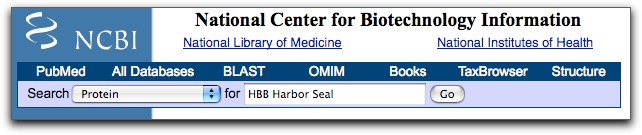 National Center for Biotechnology Information
NCBI
National Library of Medicine National Institutes of Health
PubMed All Databases BLAST OMIM Books TaxBrowser Structure
Search Protein for HBB Harbor Seal Go